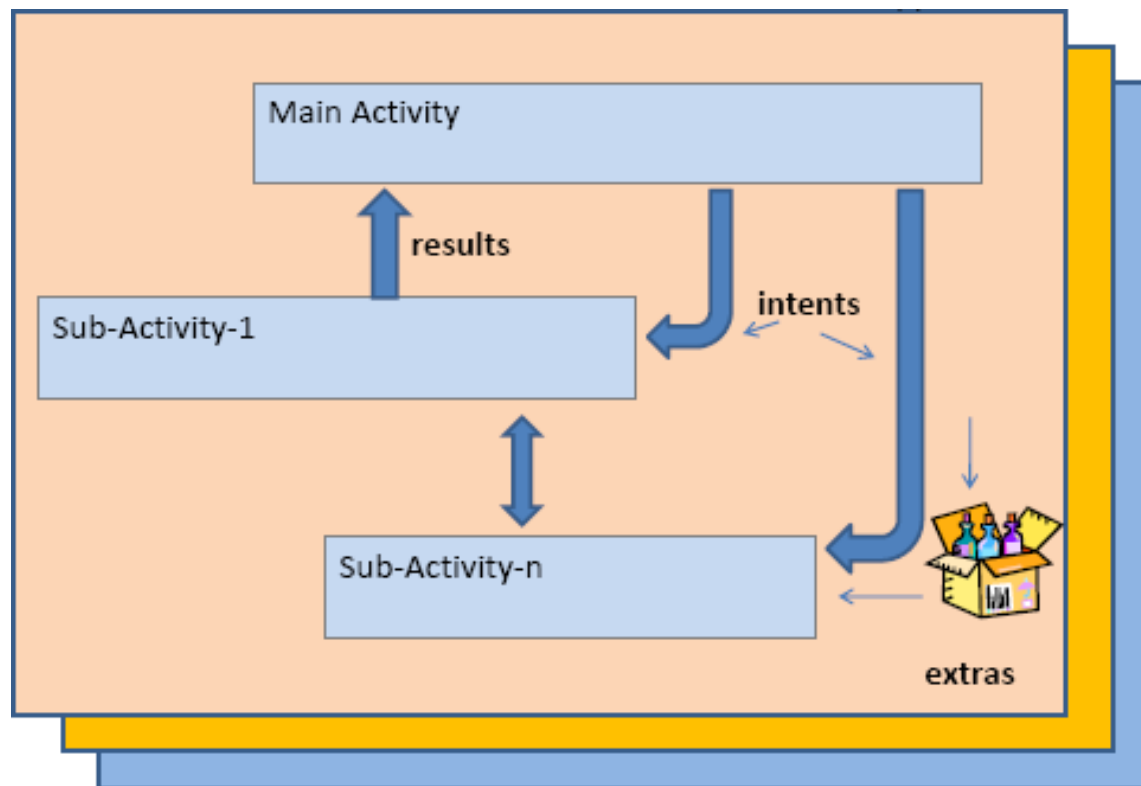 Main Activity
results
intents
Sub-Activity-1
Sub-Activity-n
extras